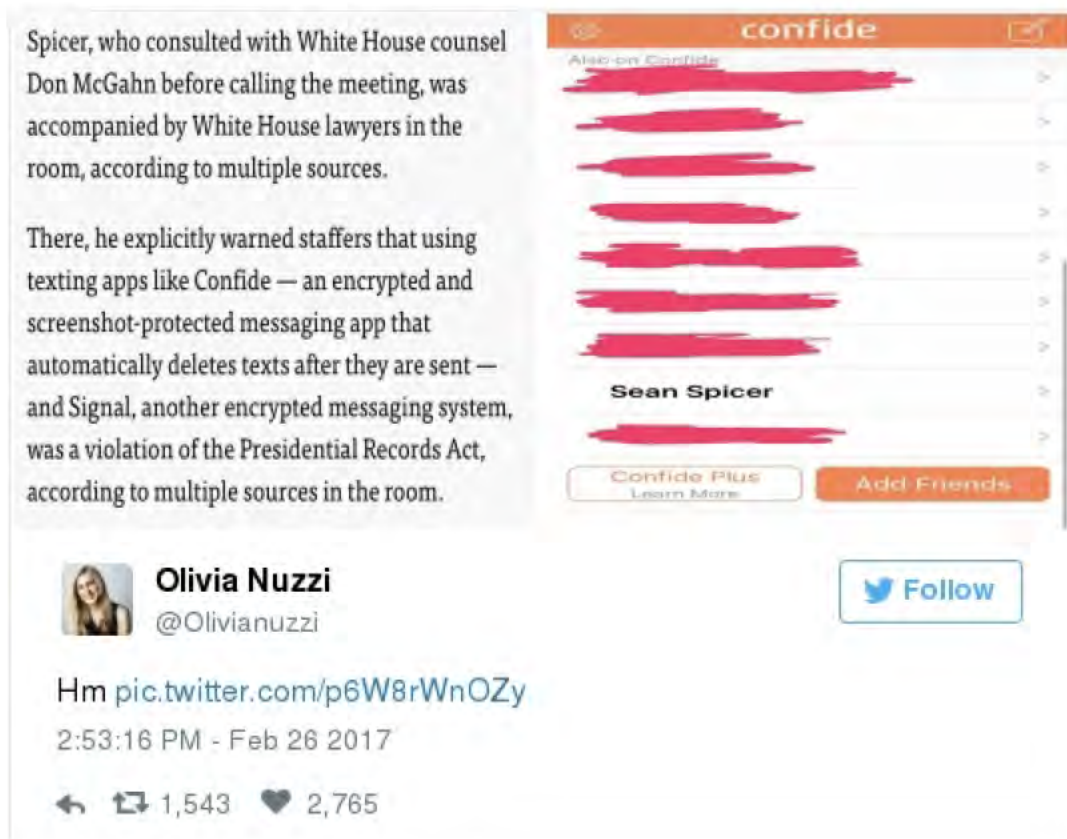 Spicer, who consulted with White House counsel
Don McGahn before calling the meeting, was
accompanied by White House lawyers in the
room, according to multiple sources.
There, he explicitly warned staffers that using
texting apps like Confide — an encrypted and
screenshot-protected messaging app that
automatically deletes texts after they are sent —
and Signal, another encrypted messaging system,
was a violation of the Presidential Records Act,
according to multiple sources in the room.
confide
Also on Confide
Sean Spicer
Confide Plus
Learn More
Add Friends
Olivia Nuzzi
@Olivianuzzi
Follow
Hm pic.twitter.com/p6W8rWnOZy
2:53:16 PM - Feb 26 2017
1,543 2,765